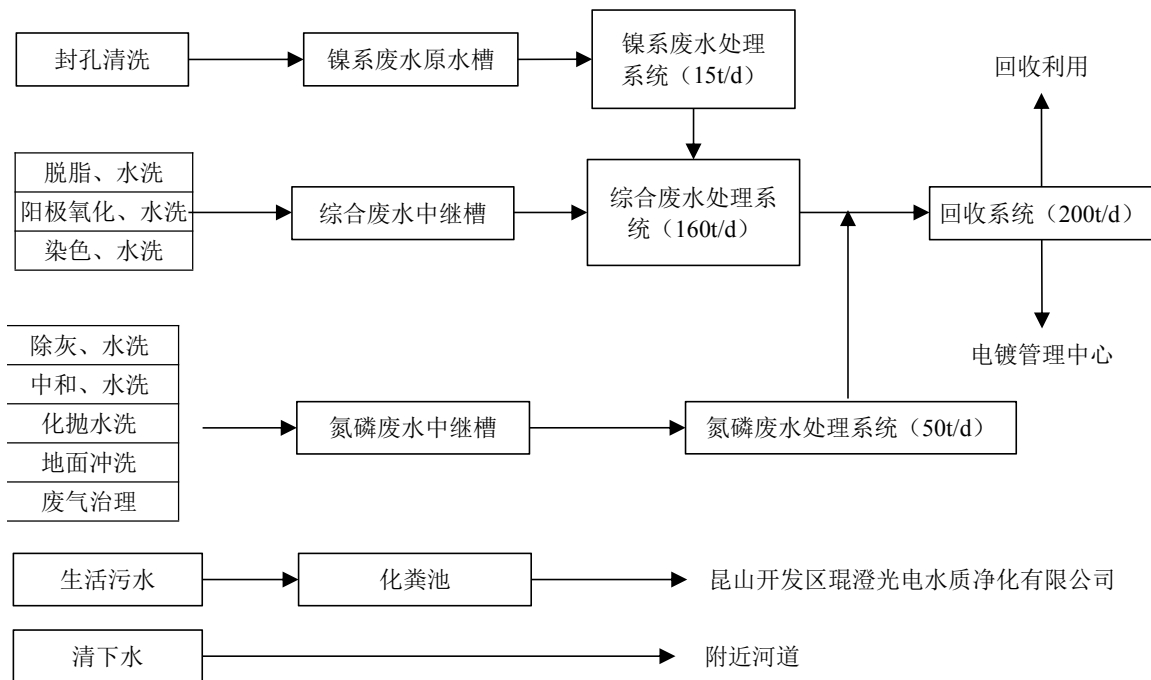 封孔清洗
镍系废水原水槽
镍系废水处理
系统（15t/d）
回收利用
脱脂、水洗
阳极氧化、水洗
染色、水洗
综合废水中继槽
综合废水处理系
统（160t/d）
回收系统（200t/d）
电镀管理中心
除灰、水洗
中和、水洗
化抛水洗
地面冲洗
废气治理
氮磷废水中继槽
氮磷废水处理系统（50t/d）
生活污水
化粪池
昆山开发区琨澄光电水质净化有限公司
清下水
附近河道